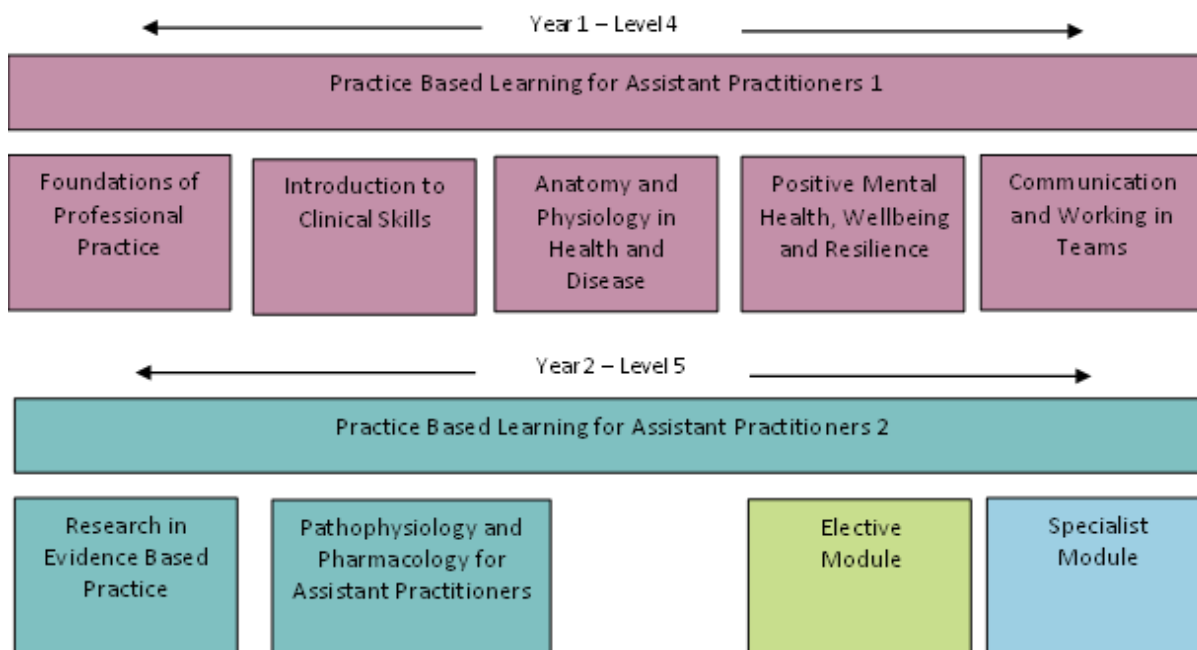 Year 1 – Level 4
Practice Based Learning for Assistant Practitioners 1
Foundations of
Professional
Practice
Introduction to
Clinical Skills
Anatomy and
Physiology in
Health and
Disease
Positive Mental
Health, Wellbeing
and Resilience
Communication
and Working in
Teams
Year 2 – Level 5
Practice Based Learning for Assistant Practitioners 2
Research in
Evidence Based
Practice
Pathophysiology and
Pharmacology for
Assistant Practitioners
Elective
Module
Specialist
Module